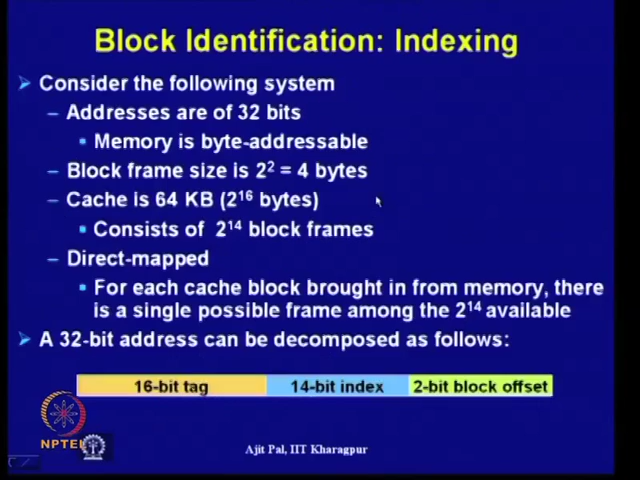 Block Identification: Indexing
Consider the following system
– Addresses are of 32 bits
▪ Memory is byte-addressable
– Block frame size is 2² = 4 bytes
– Cache is 64 KB (2¹⁶ bytes)
▪ Consists of 2¹⁴ block frames
– Direct-mapped
▪ For each cache block brought in from memory, there
is a single possible frame among the 2¹⁴ available
A 32-bit address can be decomposed as follows:
16-bit tag 14-bit index 2-bit block offset
NPTEL
Ajit Pal, IIT Kharagpur